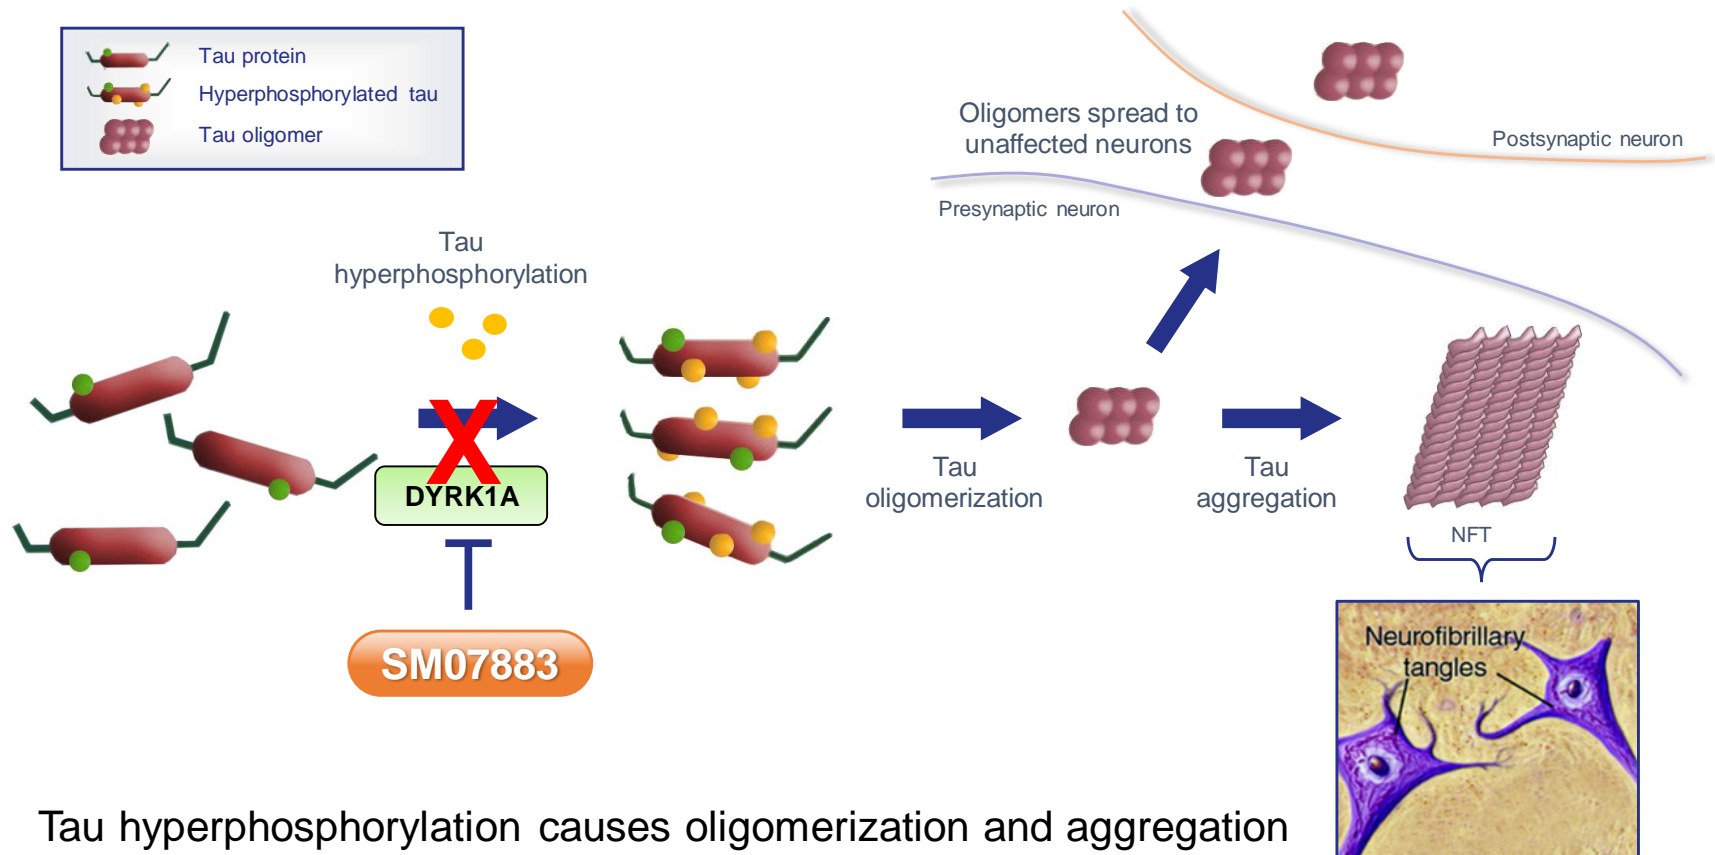 Tau protein
Hyperphosphorylated tau
Tau oligomer
Oligomers spread to
unaffected neurons
Postsynaptic neuron
Presynaptic neuron
Tau
hyperphosphorylation
X
DYRK1A
SM07883
Tau
oligomerization
Tau
aggregation
NFT
Neurofibrillary
tangles
Tau hyperphosphorylation causes oligomerization and aggregation